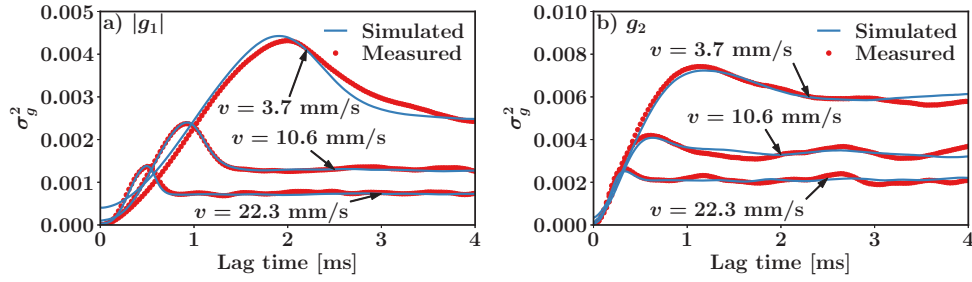 a) |g₁|
Simulated
Measured
v = 3.7 mm/s
v = 10.6 mm/s
v = 22.3 mm/s
0.005
0.004
0.003
0.002
0.001
0.000
σ²g
0 1 2 3 4
Lag time [ms]
b) g₂
Simulated
Measured
v = 3.7 mm/s
v = 10.6 mm/s
v = 22.3 mm/s
0.010
0.008
0.006
0.004
0.002
0.000
σ²g
0 1 2 3 4
Lag time [ms]